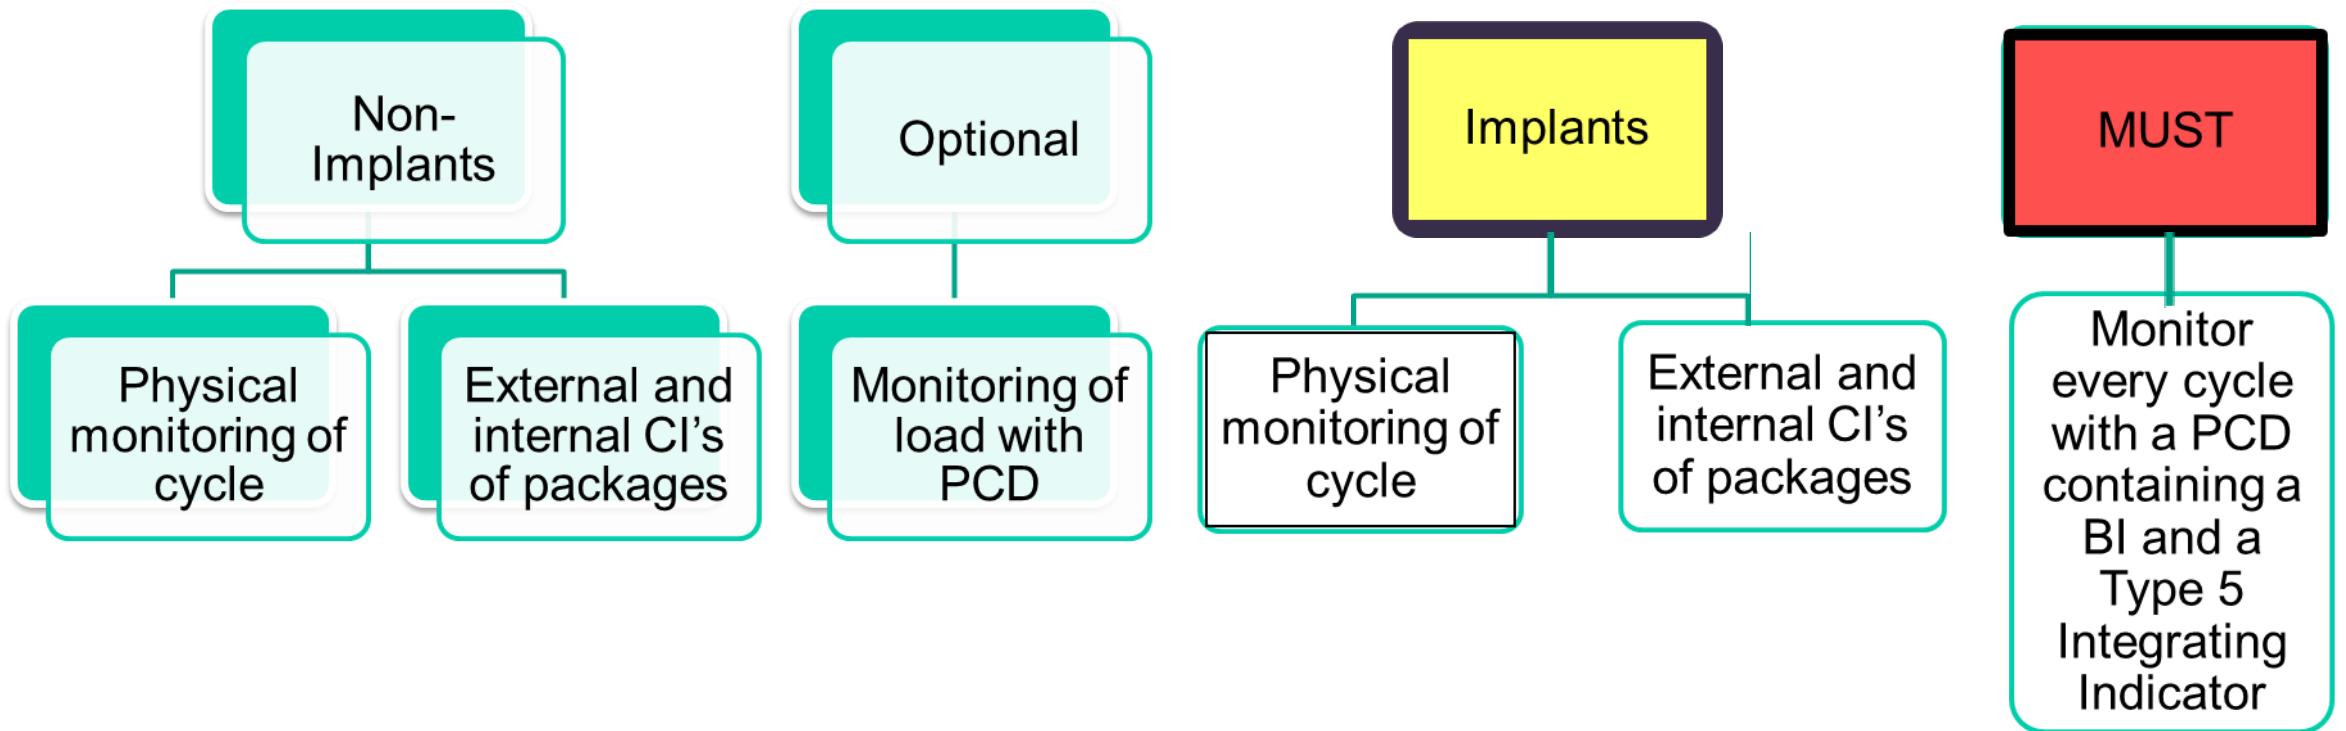 Non-
Implants
Optional
Implants
MUST
Physical
monitoring of
cycle
External and
internal CI's
of packages
Monitoring of
load with
PCD
Physical
monitoring of
cycle
External and
internal CI's
of packages
Monitor
every cycle
with a PCD
containing a
BI and a
Type 5
Integrating
Indicator